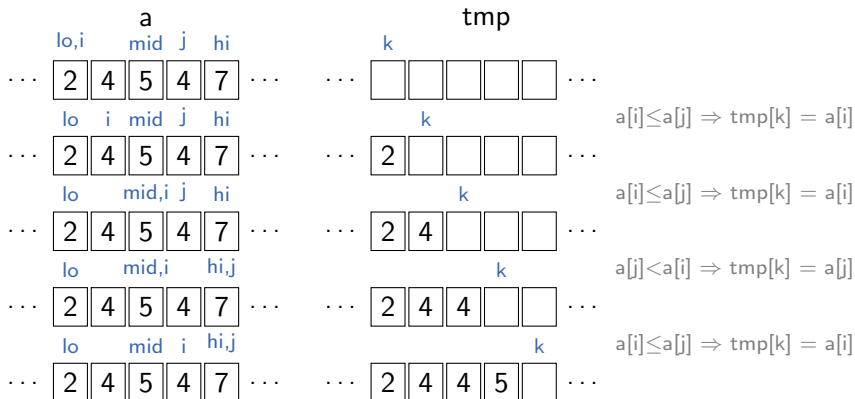 a tmp
lo,i mid j hi k
··· 2 4 5 4 7 ··· ··· ···
a[i]≤a[j] ⇒ tmp[k] = a[i]
lo i mid j hi k
··· 2 4 5 4 7 ··· ··· 2 ···
a[i]≤a[j] ⇒ tmp[k] = a[i]
lo mid,i j hi k
··· 2 4 5 4 7 ··· ··· 2 4 ···
a[j]<a[i] ⇒ tmp[k] = a[j]
lo mid,i hi,j k
··· 2 4 5 4 7 ··· ··· 2 4 4 ···
a[i]≤a[j] ⇒ tmp[k] = a[i]
lo mid i hi,j k
··· 2 4 5 4 7 ··· ··· 2 4 4 5 ···